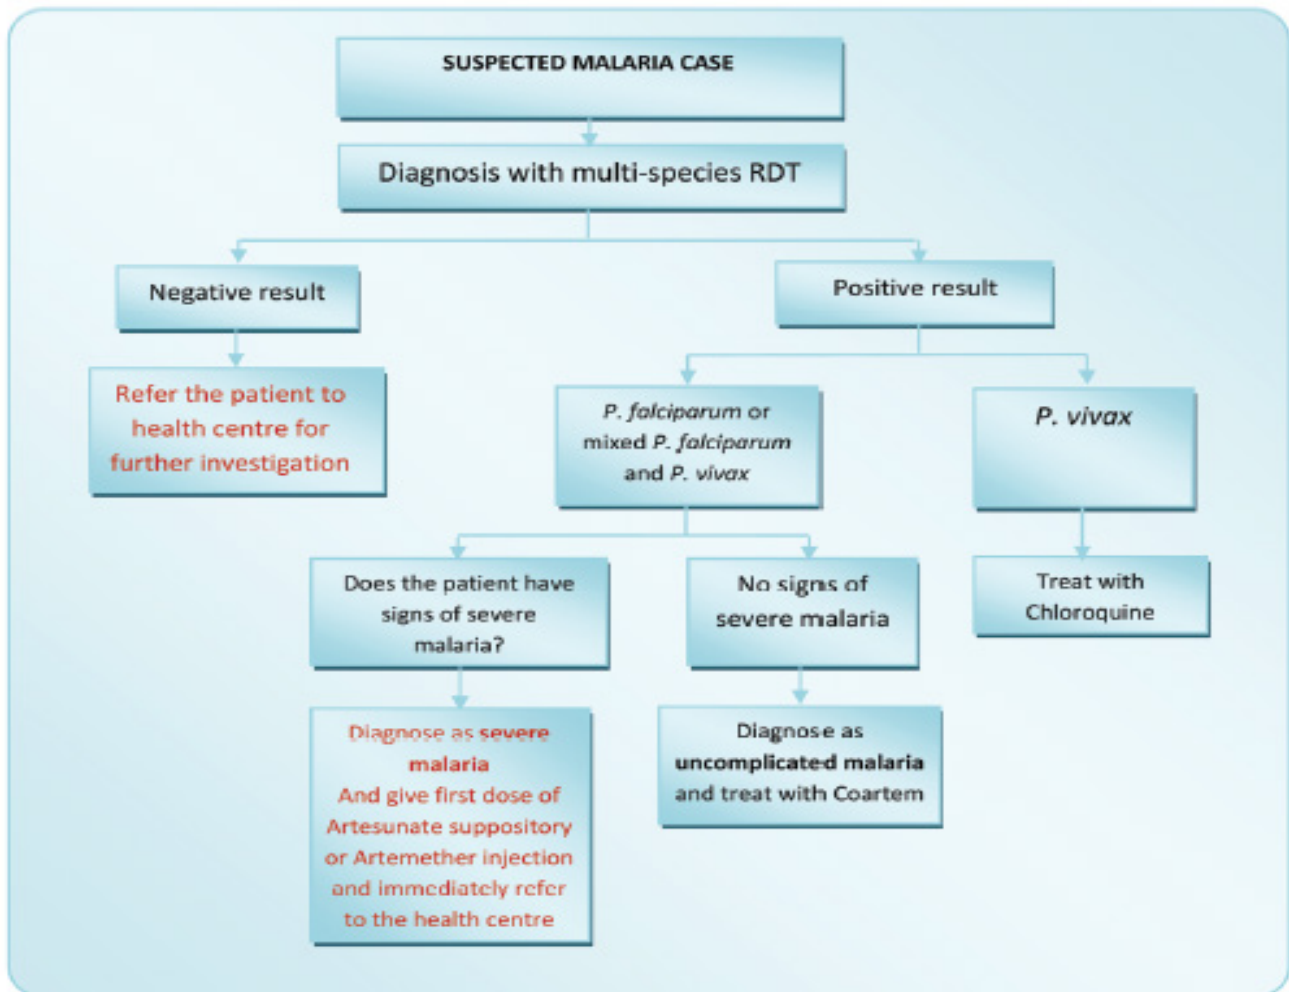 SUSPECTED MALARIA CASE
Diagnosis with multi-species RDT
Negative result
Positive result
Refer the patient to
health centre for
further investigation
P. falciparum or
mixed P. falciparum
and P. vivax
P. vivax
Does the patient have
signs of severe
malaria?
No signs of
severe malaria
Treat with
Chloroquine
Diagnose as severe
malaria
And give first dose of
Artesunate suppository
or Artemether injection
and immediately refer
to the health centre
Diagnose as
uncomplicated malaria
and treat with Coartem